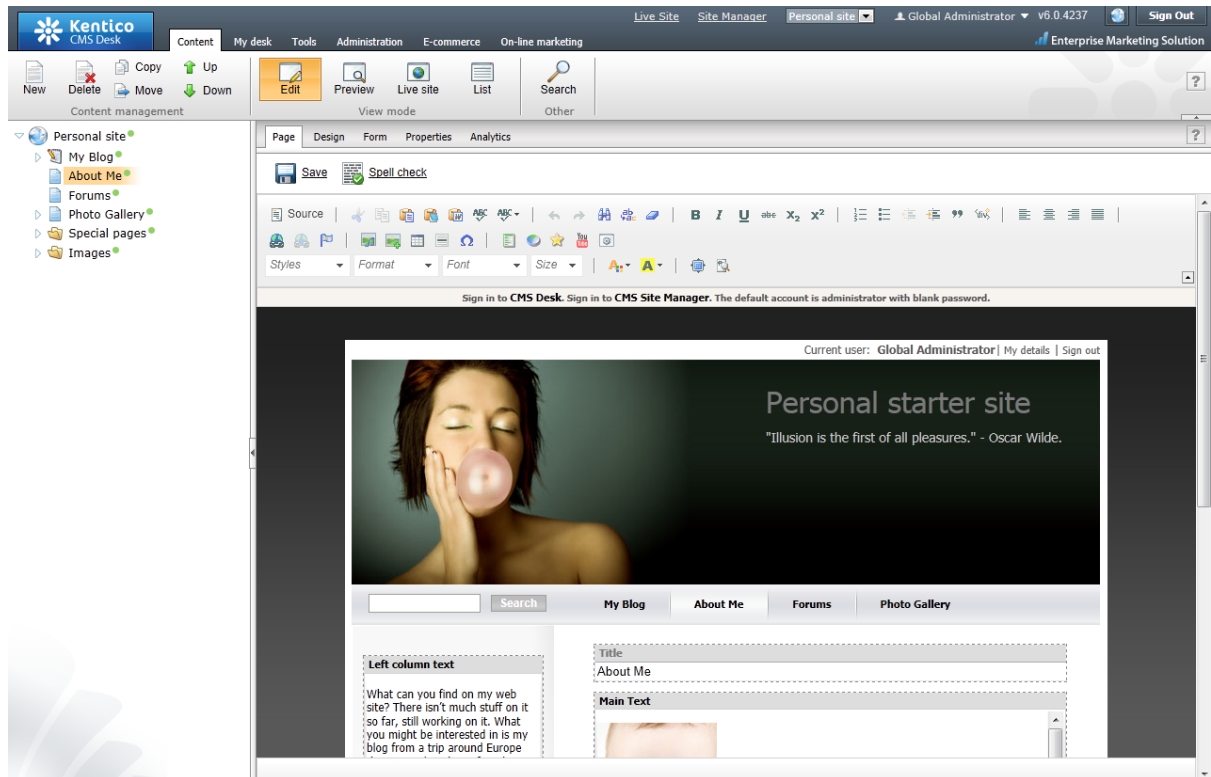 Live Site Site Manager Personal site Global Administrator v6.0.4237 Sign Out
Kentico
CMS Desk
Content My desk Tools Administration E-commerce On-line marketing Enterprise Marketing Solution
New Delete Copy Move Up Down Edit Preview Live site List Search ?
Content management View mode Other
Personal site
My Blog
About Me
Forums
Photo Gallery
Special pages
Images
Page Design Form Properties Analytics ?
Save Spell check
Source ABC ABC B I U abc X₂ x²
Styles Format Font Size A A
Sign in to CMS Desk. Sign in to CMS Site Manager. The default account is administrator with blank password.
Current user: Global Administrator | My details | Sign out
Personal starter site
"Illusion is the first of all pleasures." - Oscar Wilde.
Search My Blog About Me Forums Photo Gallery
Left column text
What can you find on my web
site? There isn't much stuff on it
so far, still working on it. What
you might be interested in is my
blog from a trip around Europe
Title
About Me
Main Text